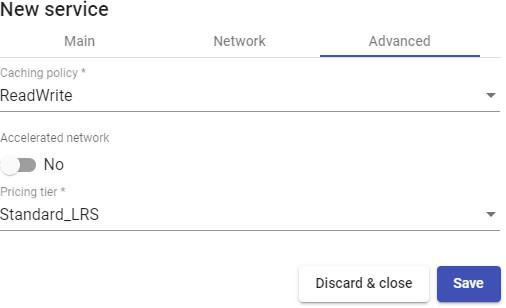 New service
Main Network Advanced
Caching policy *
ReadWrite
Accelerated network
No
Pricing tier *
Standard_LRS
Discard & close Save